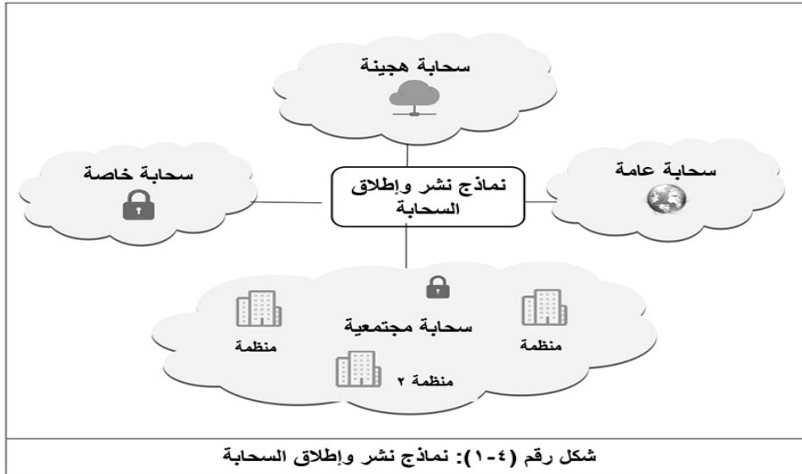 سحابة هجينة
سحابة عامة
سحابة خاصة
نماذج نشر وإطلاق
السحابة
سحابة مجتمعية
منظمة
منظمة
منظمة ٢
شكل رقم (٤-١): نماذج نشر وإطلاق السحابة